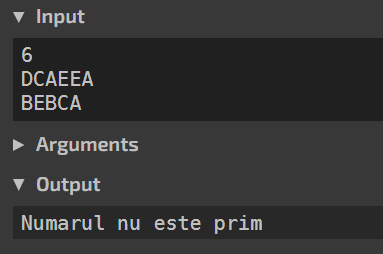 Input
6
DCAEEA
BEBCA
Arguments
Output
Numarul nu este prim